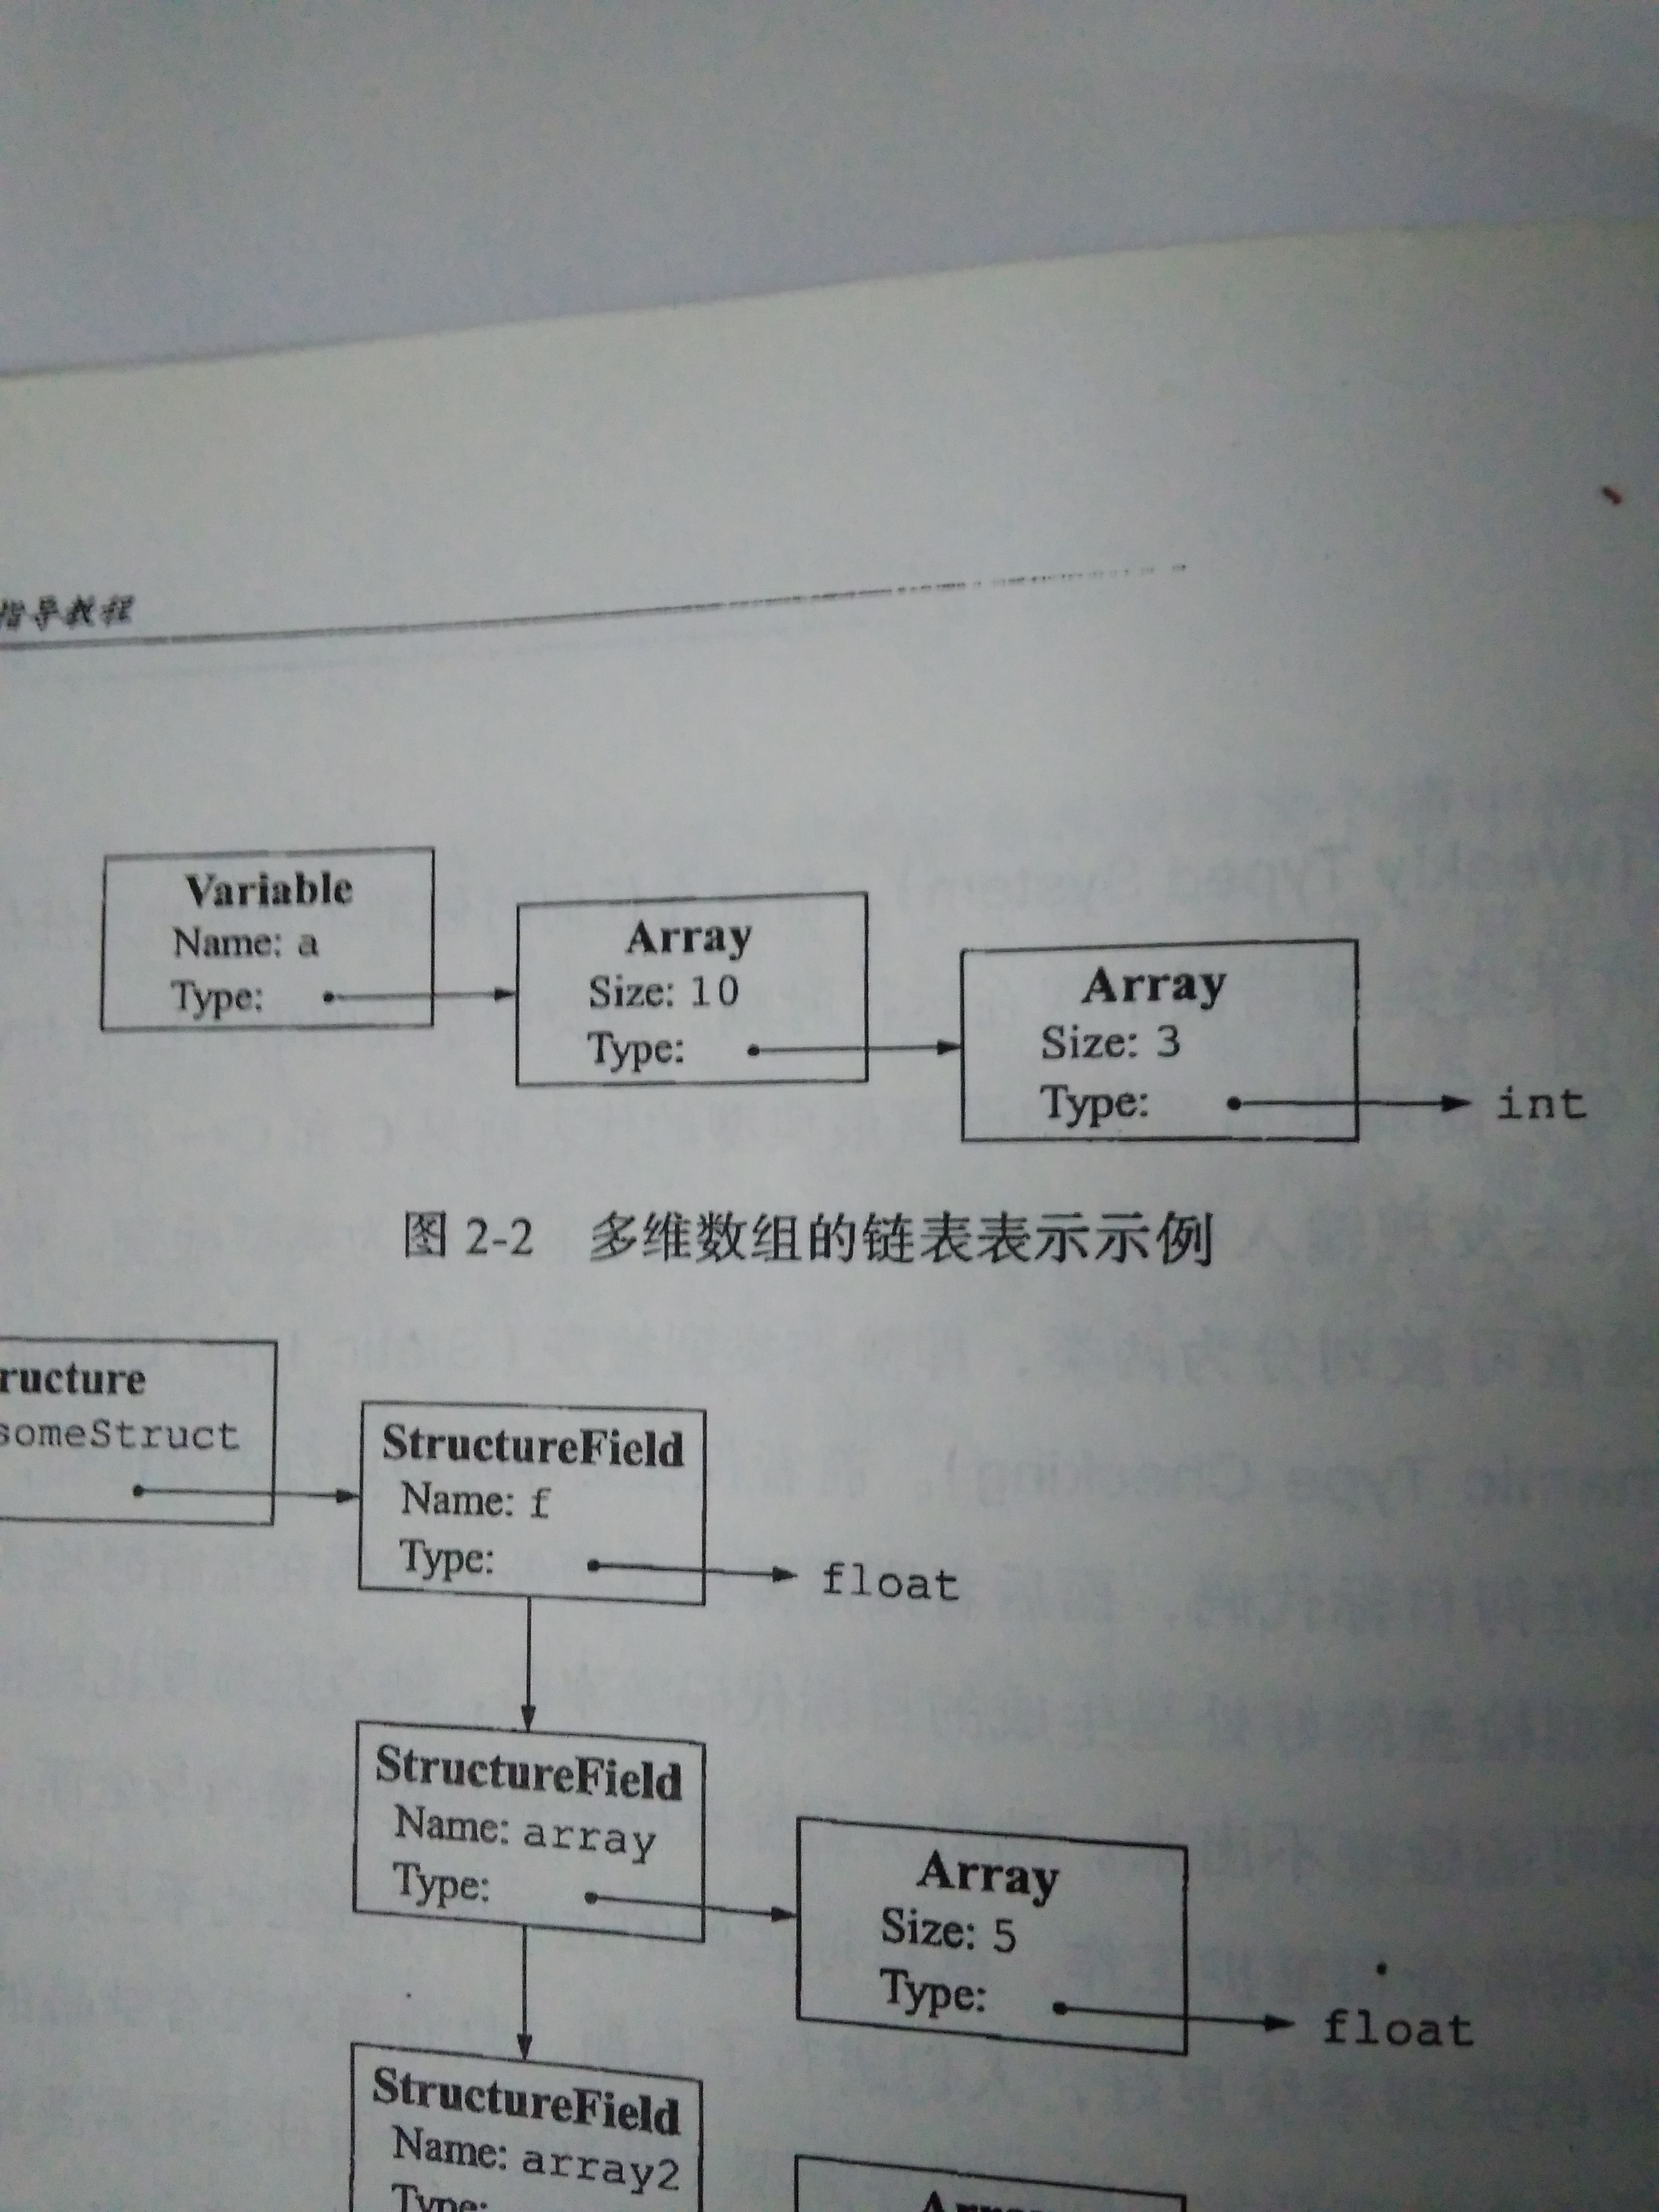 指导教程
Variable
Name: a
Type:
Array
Size: 10
Type:
Array
Size: 3
Type:
int
图 2-2 多维数组的链表表示示例
ructure
someStruct
StructureField
Name: f
Type:
float
StructureField
Name: array
Type:
Array
Size: 5
Type:
float
StructureField
Name: array2
Type:
Array